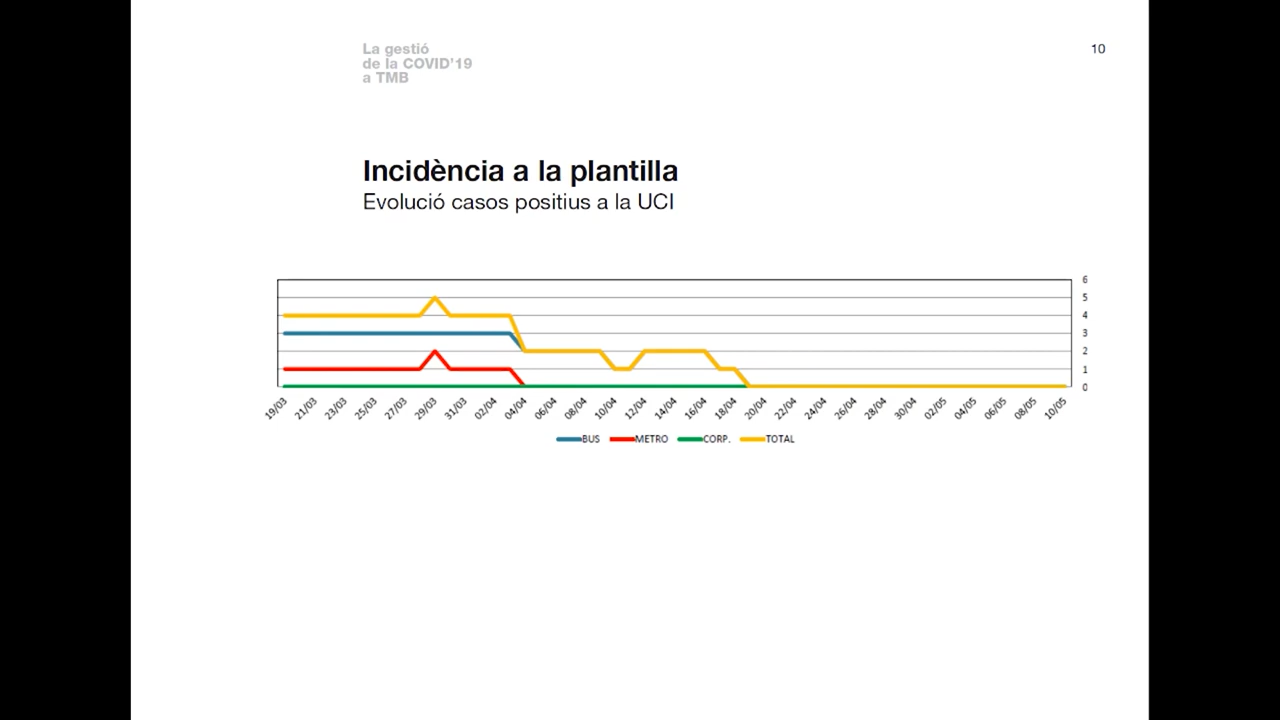 La gestió
de la COVID'19
a TMB
10
Incidència a la plantilla
Evolució casos positius a la UCI
6
5
4
3
2
1
0
19/03 21/03 23/03 25/03 27/03 29/03 31/03 02/04 04/04 06/04 08/04 10/04 12/04 14/04 16/04 18/04 20/04 22/04 24/04 26/04 28/04 30/04 02/05 04/05 06/05 08/05 10/05
BUS METRO CORP. TOTAL